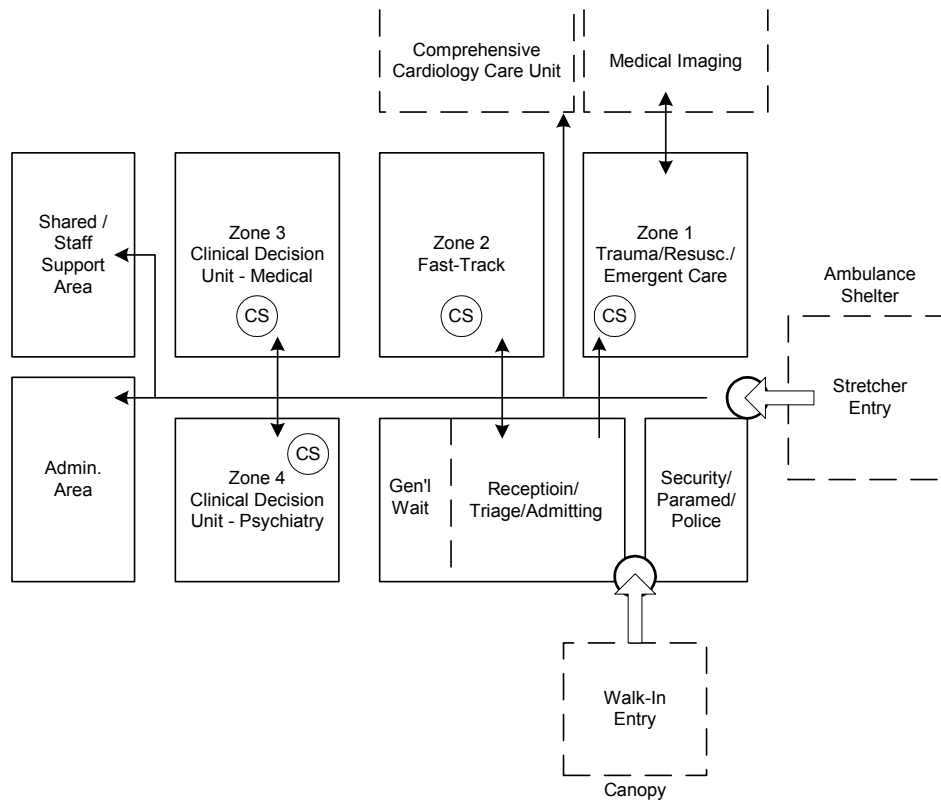 Comprehensive
Cardiology Care Unit
Medical Imaging
Shared /
Staff
Support
Area
Zone 3
Clinical Decision
Unit - Medical
CS
Zone 2
Fast-Track
CS
Zone 1
Trauma/Resusc./
Emergent Care
CS
Ambulance
Shelter
Stretcher
Entry
Admin.
Area
Zone 4
Clinical Decision
Unit - Psychiatry
CS
Gen'l
Wait
Receptioin/
Triage/Admitting
Security/
Paramed/
Police
Walk-In
Entry
Canopy